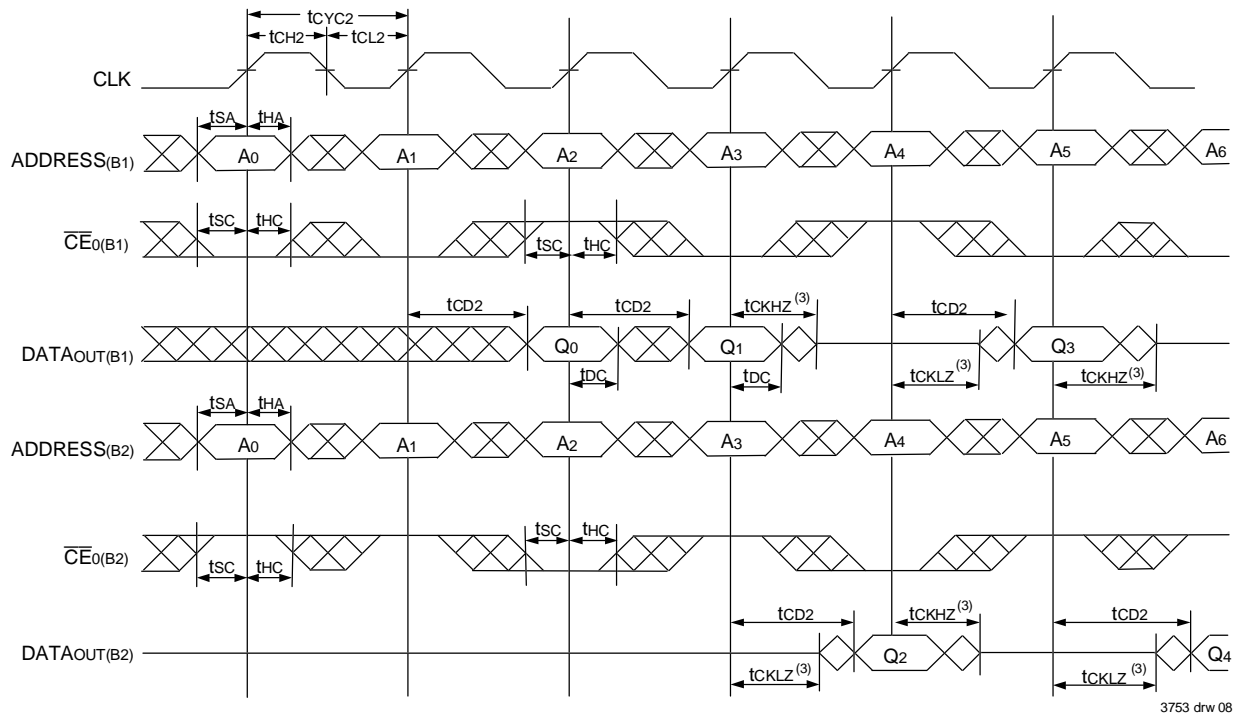 tCYC2
tCH2 tCL2
CLK
tSA tHA
ADDRESS(B1) A0 A1 A2 A3 A4 A5 A6
tSC tHC
CE0(B1) tSC tHC
tCD2 tCD2 tCKHZ(3) tCD2
DATAOUT(B1) Q0 Q1 Q3
tDC tDC tCKLZ(3) tCKHZ(3)
tSA tHA
ADDRESS(B2) A0 A1 A2 A3 A4 A5 A6
tSC tHC
CE0(B2)
tSC tHC
tCD2 tCKHZ(3) tCD2
DATAOUT(B2) Q2 Q4
tCKLZ(3) tCKLZ(3)
3753 drw 08